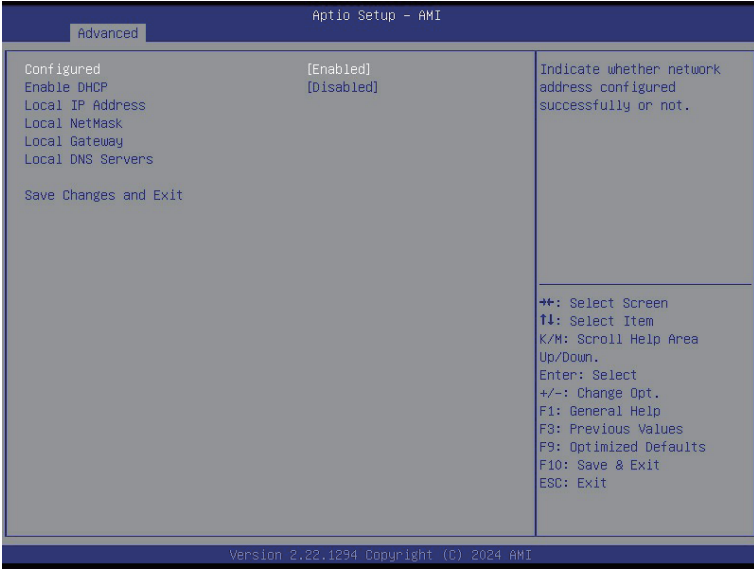 Aptio Setup – AMI
Advanced
Configured [Enabled]
Enable DHCP [Disabled]
Local IP Address
Local NetMask
Local Gateway
Local DNS Servers
Save Changes and Exit
Indicate whether network
address configured
successfully or not.
→←: Select Screen
↑↓: Select Item
K/M: Scroll Help Area
Up/Down.
Enter: Select
+/-: Change Opt.
F1: General Help
F3: Previous Values
F9: Optimized Defaults
F10: Save & Exit
ESC: Exit
Version 2.22.1294 Copyright (C) 2024 AMI